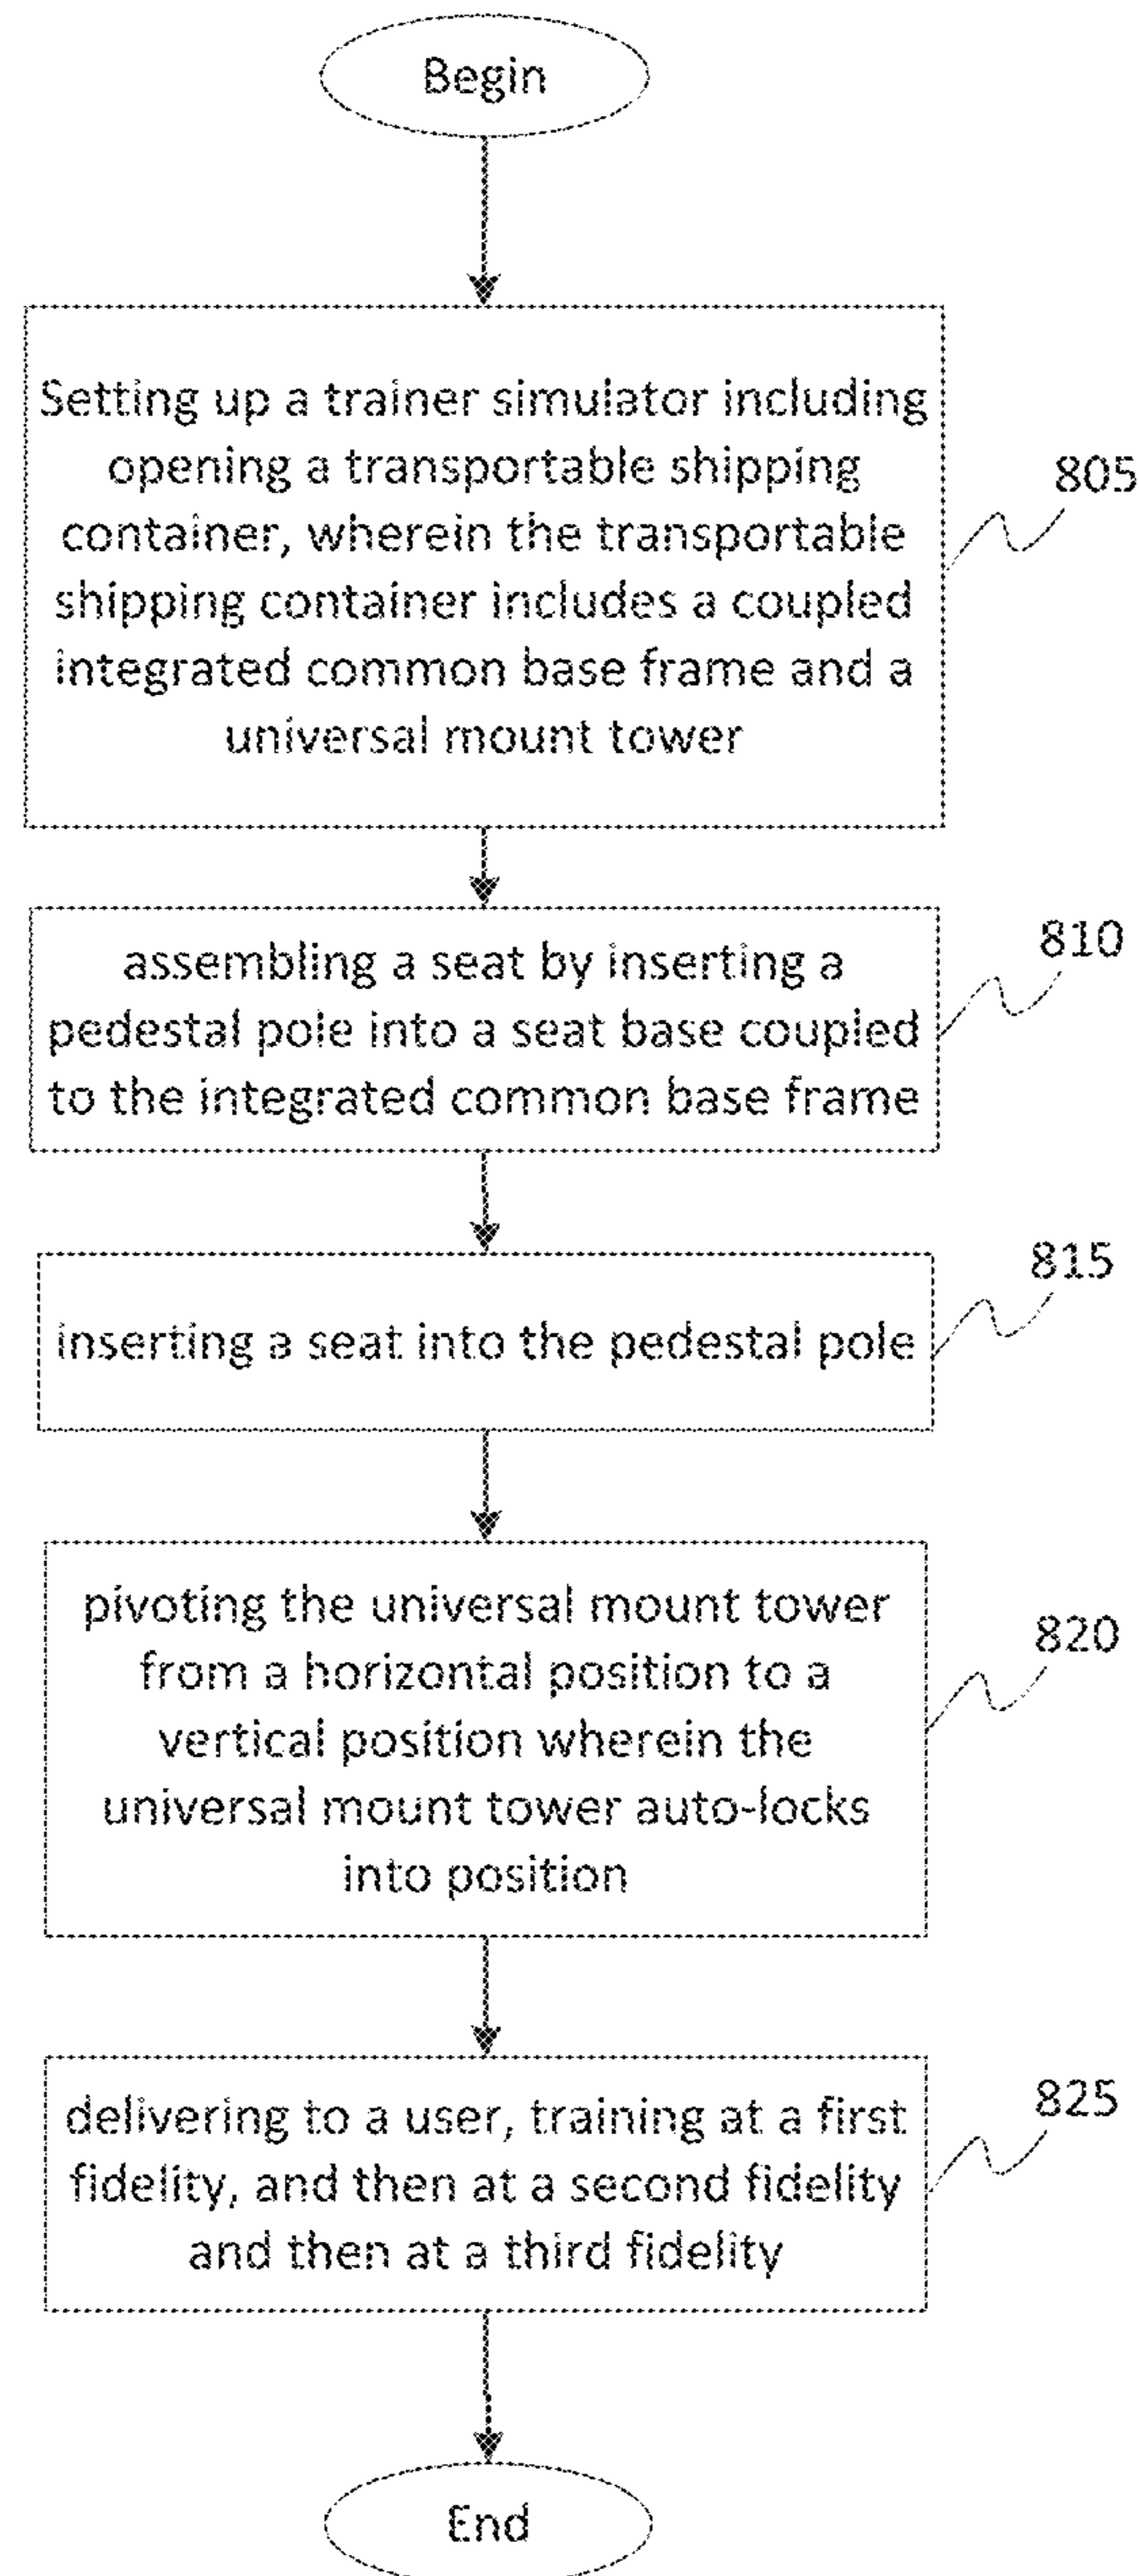 Begin
Setting up a trainer simulator including
opening a transportable shipping
container, wherein the transportable
shipping container includes a coupled
integrated common base frame and a
universal mount tower
805
assembling a seat by inserting a
pedestal pole into a seat base coupled
to the integrated common base frame
810
inserting a seat into the pedestal pole
815
pivoting the universal mount tower
from a horizontal position to a
vertical position wherein the
universal mount tower auto-locks
into position
820
delivering to a user, training at a first
fidelity, and then at a second fidelity
and then at a third fidelity
825
End